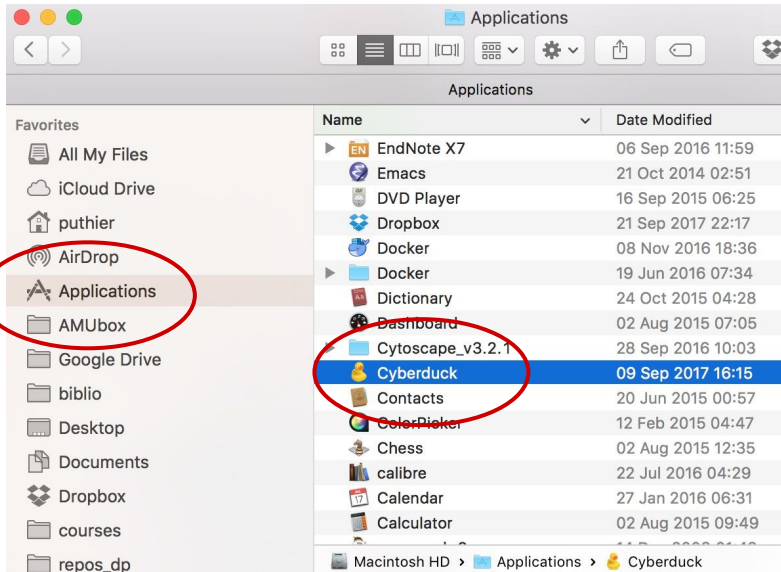 Applications
Applications
Favorites
All My Files
iCloud Drive
puthier
AirDrop
Applications
AMUbox
Google Drive
biblio
Desktop
Documents
Dropbox
courses
repos_dp
Name Date Modified
EN EndNote X7 06 Sep 2016 11:59
Emacs 21 Oct 2014 02:51
DVD Player 16 Sep 2015 06:25
Dropbox 21 Sep 2017 22:17
Docker 08 Nov 2016 18:36
Docker 19 Jun 2016 07:34
Dictionary 24 Oct 2015 04:28
Dashboard 02 Aug 2015 07:05
Cytoscape_v3.2.1 28 Sep 2016 10:03
Cyberduck 09 Sep 2017 16:15
Contacts 20 Jun 2015 00:57
ColorPicker 12 Feb 2015 04:47
Chess 02 Aug 2015 12:35
calibre 22 Jul 2016 04:29
17 Calendar 27 Jan 2016 06:31
Calculator 02 Aug 2015 09:49
Macintosh HD › Applications › Cyberduck